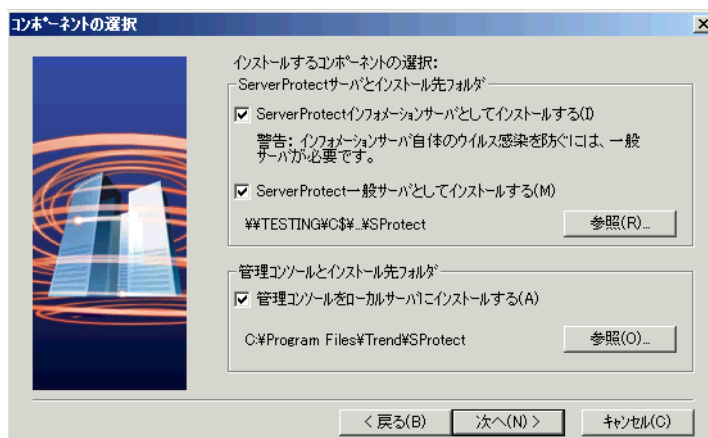 コンポーネントの選択
インストールするコンポーネントの選択:
ServerProtectサーバとインストール先フォルダ
ServerProtectインフォメーションサーバとしてインストールする(I)
警告: インフォメーションサーバ自体のウイルス感染を防ぐには、一般
サーバが必要です。
ServerProtect一般サーバとしてインストールする(M)
¥¥TESTING¥C$¥...¥SProtect
参照(R)...
管理コンソールとインストール先フォルダ
管理コンソールをローカルサーバにインストールする(A)
C:¥Program Files¥Trend¥SProtect
参照(O)...
< 戻る(B)
次へ(N) >
キャンセル(C)